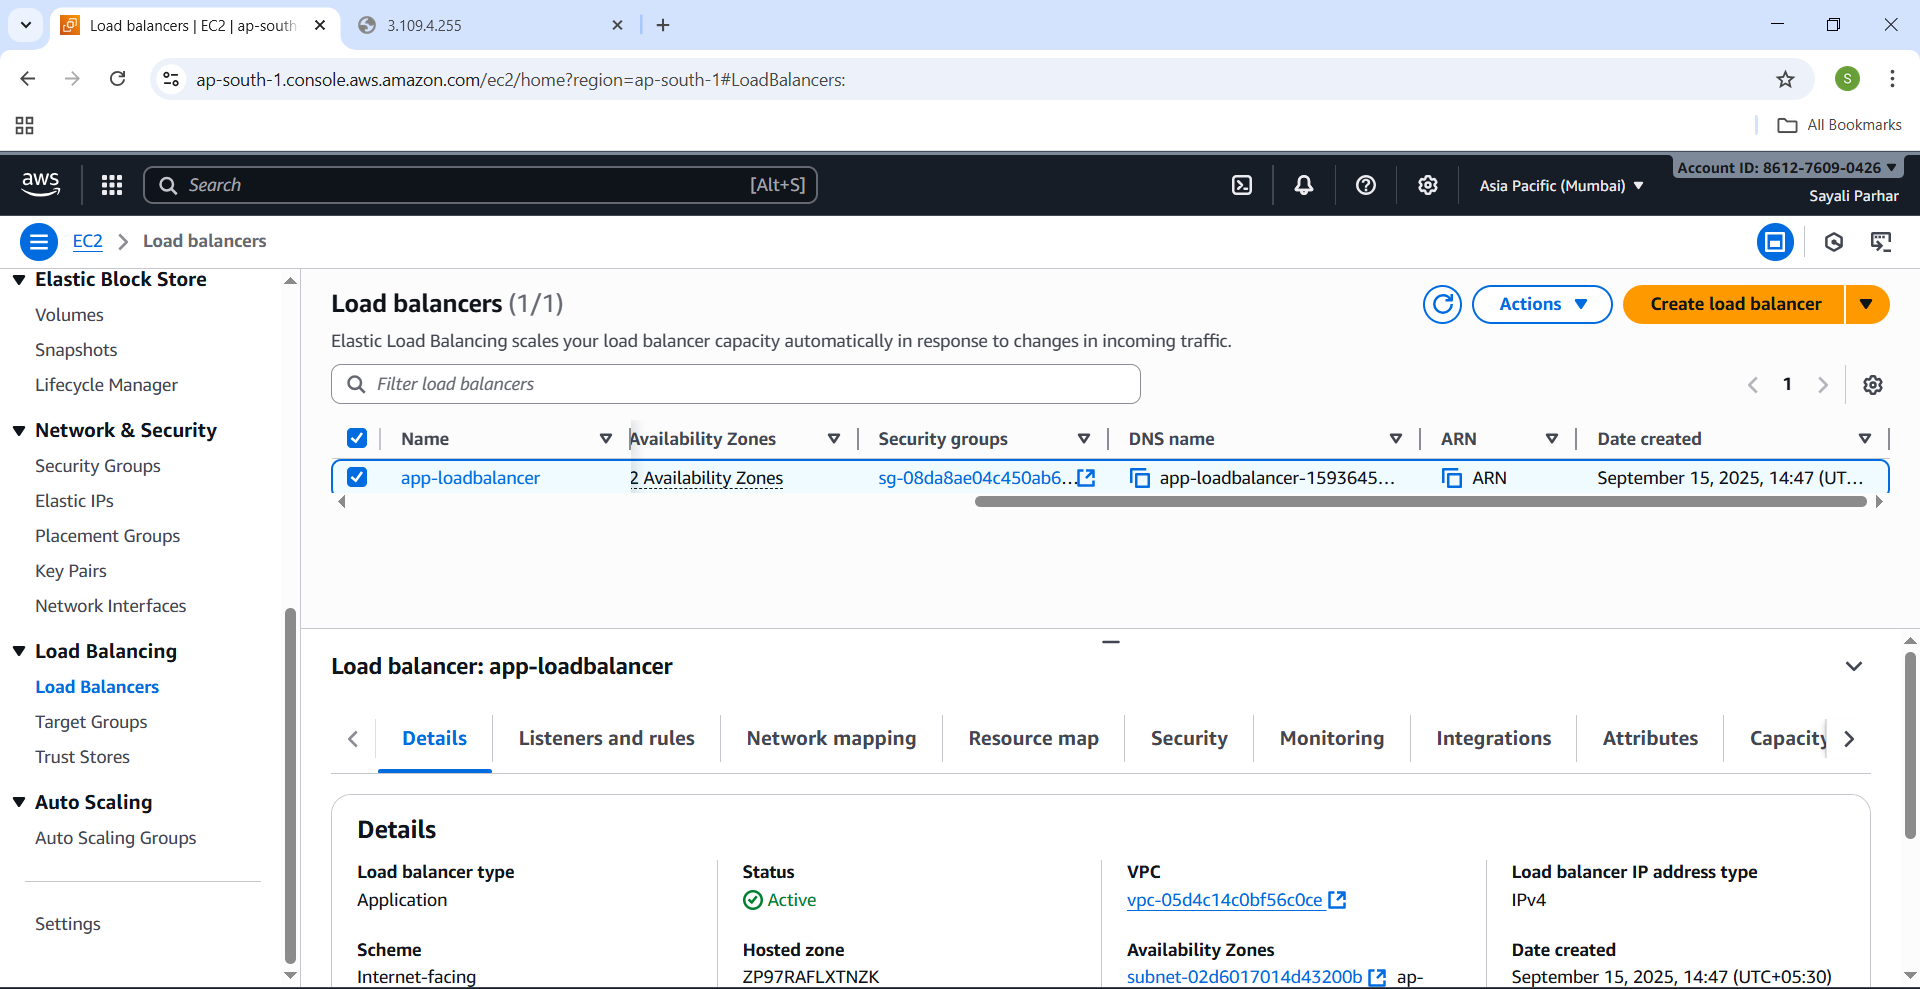 Load balancers | EC2 | ap-south
3.109.4.255
ap-south-1.console.aws.amazon.com/ec2/home?region=ap-south-1#LoadBalancers:
S
All Bookmarks
aws
Search
[Alt+S]
Asia Pacific (Mumbai)
Account ID: 8612-7609-0426
Sayali Parhar
EC2
Load balancers
Elastic Block Store
Volumes
Snapshots
Lifecycle Manager
Network & Security
Security Groups
Elastic IPs
Placement Groups
Key Pairs
Network Interfaces
Load Balancing
Load Balancers
Target Groups
Trust Stores
Auto Scaling
Auto Scaling Groups
Settings
Load balancers (1/1)
Actions
Create load balancer
Elastic Load Balancing scales your load balancer capacity automatically in response to changes in incoming traffic.
Filter load balancers
1
Name Availability Zones Security groups DNS name ARN Date created
app-loadbalancer 2 Availability Zones sg-08da8ae04c450ab6... app-loadbalancer-1593645... ARN September 15, 2025, 14:47 (UT...
Load balancer: app-loadbalancer
Details Listeners and rules Network mapping Resource map Security Monitoring Integrations Attributes Capacity
Details
Load balancer type
Application
Status
Active
VPC
vpc-05d4c14c0bf56c0ce
Load balancer IP address type
IPv4
Scheme
Internet-facing
Hosted zone
ZP97RAFLXTNZK
Availability Zones
subnet-02d6017014d43200b ap-
Date created
September 15, 2025, 14:47 (UTC+05:30)